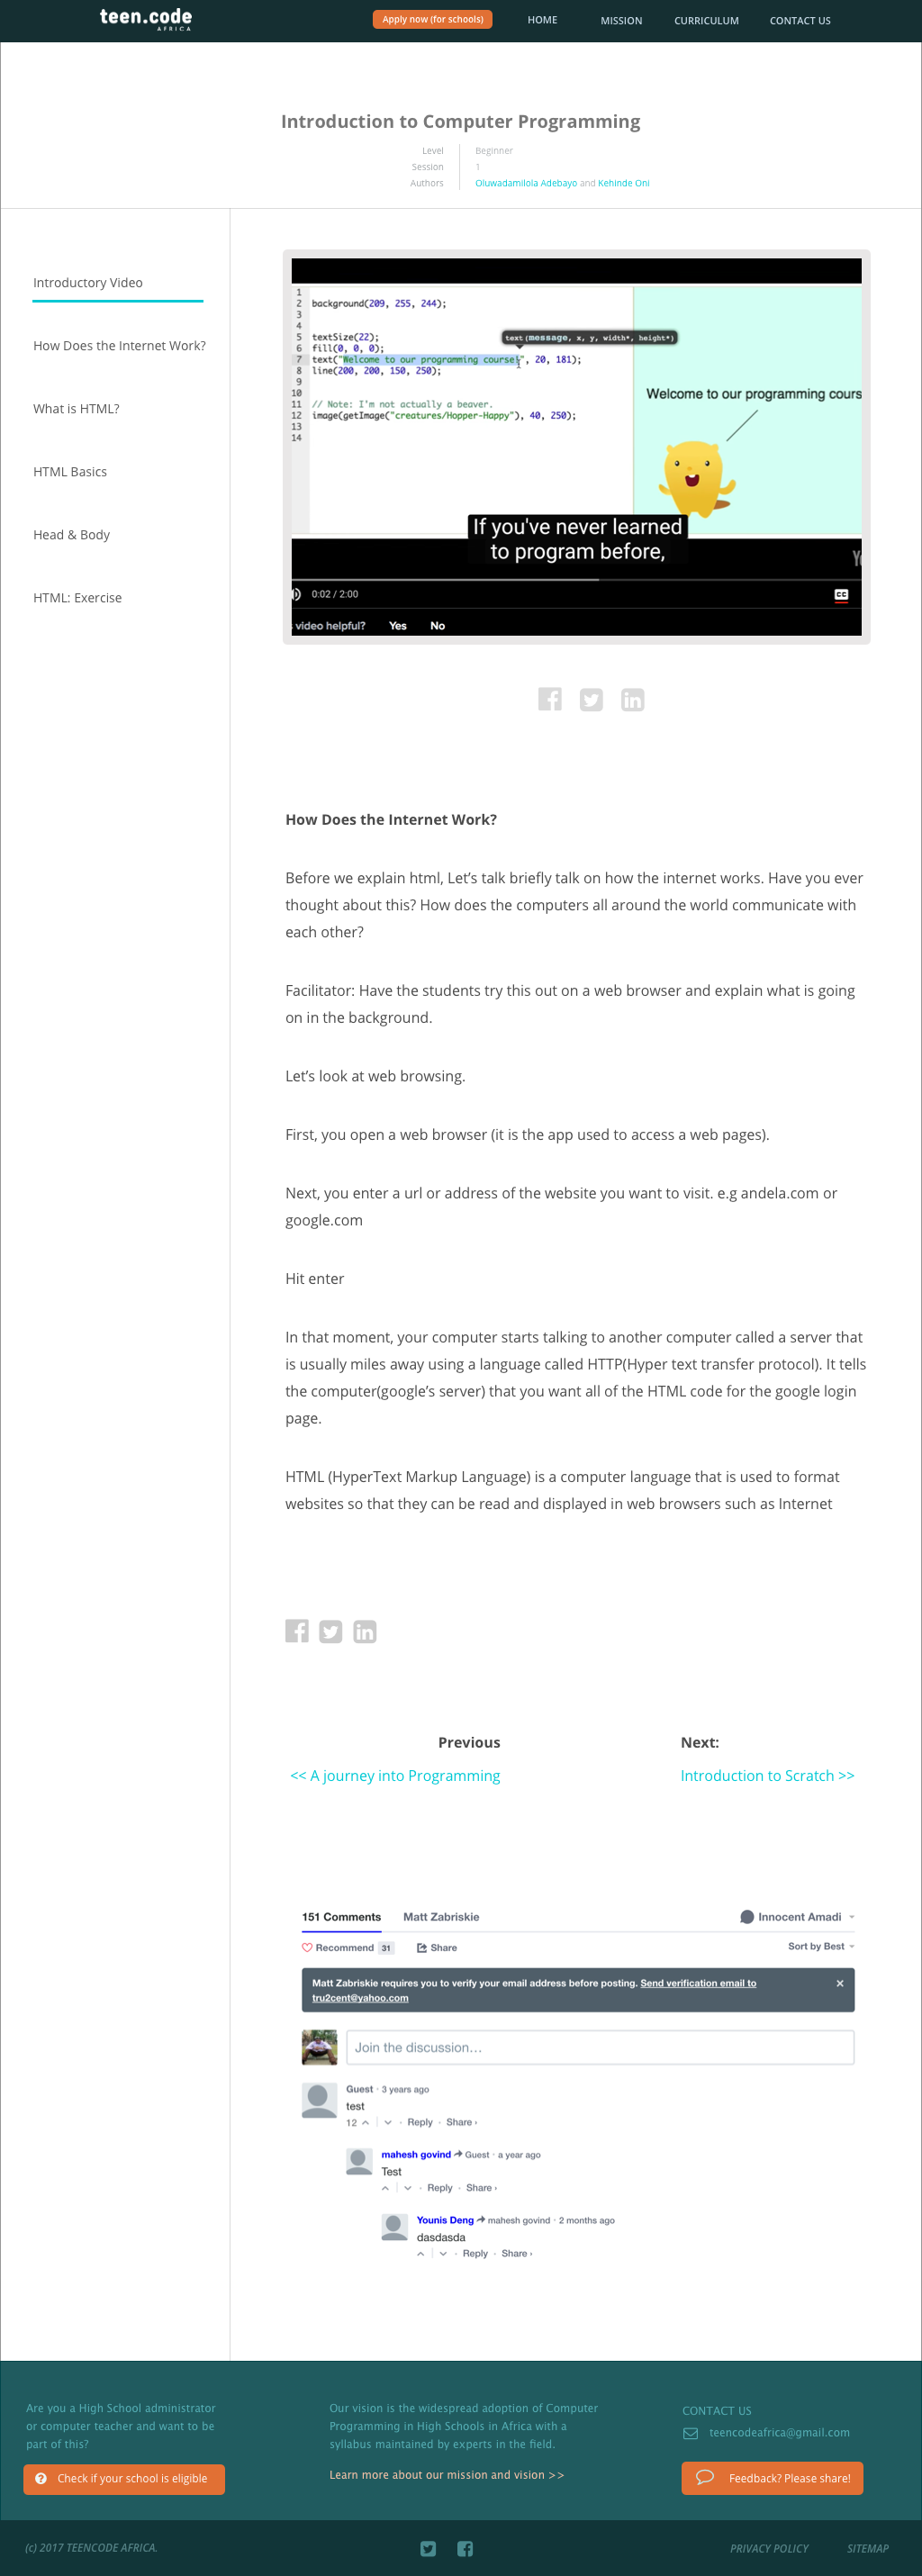 teen.code
AFRICA
Apply now (for schools)
HOME
MISSION
CURRICULUM
CONTACT US
Introduction to Computer Programming
Level
Beginner
Session
1
Authors
Oluwadamilola Adebayo and Kehinde Oni
Introductory Video
How Does the Internet Work?
What is HTML?
HTML Basics
Head & Body
HTML: Exercise
1
2 background(209, 255, 244);
3
4
5 textSize(22);
text(message, x, y, width*, height*)
6 fill(0, 0, 0);
7 text("Welcome to our programming course!", 20, 181);
8 line(200, 200, 150, 250);
9
10
11 // Note: I'm not actually a beaver.
12 image(getImage("creatures/Hopper-Happy"), 40, 250);
13
14
Welcome to our programming cours
If you've never learned
to program before,
0:02 / 2:00
CC
s video helpful? Yes No
How Does the Internet Work?
Before we explain html, Let’s talk briefly talk on how the internet works. Have you ever
thought about this? How does the computers all around the world communicate with
each other?
Facilitator: Have the students try this out on a web browser and explain what is going
on in the background.
Let’s look at web browsing.
First, you open a web browser (it is the app used to access a web pages).
Next, you enter a url or address of the website you want to visit. e.g andela.com or
google.com
Hit enter
In that moment, your computer starts talking to another computer called a server that
is usually miles away using a language called HTTP(Hyper text transfer protocol). It tells
the computer(google’s server) that you want all of the HTML code for the google login
page.
HTML (HyperText Markup Language) is a computer language that is used to format
websites so that they can be read and displayed in web browsers such as Internet
Previous
<< A journey into Programming
Next:
Introduction to Scratch >>
151 Comments
Matt Zabriskie
Innocent Amadi
Recommend 31
Share
Sort by Best
Matt Zabriskie requires you to verify your email address before posting. Send verification email to
tru2cent@yahoo.com
×
Join the discussion...
Guest · 3 years ago
test
12 · Reply · Share ›
mahesh govind Guest · a year ago
Test
· Reply · Share ›
Younis Deng mahesh govind · 2 months ago
dasdasda
· Reply · Share ›
Are you a High School administrator
or computer teacher and want to be
part of this?
Check if your school is eligible
Our vision is the widespread adoption of Computer
Programming in High Schools in Africa with a
syllabus maintained by experts in the field.
Learn more about our mission and vision >>
CONTACT US
teencodeafrica@gmail.com
Feedback? Please share!
(c) 2017 TEENCODE AFRICA.
PRIVACY POLICY
SITEMAP